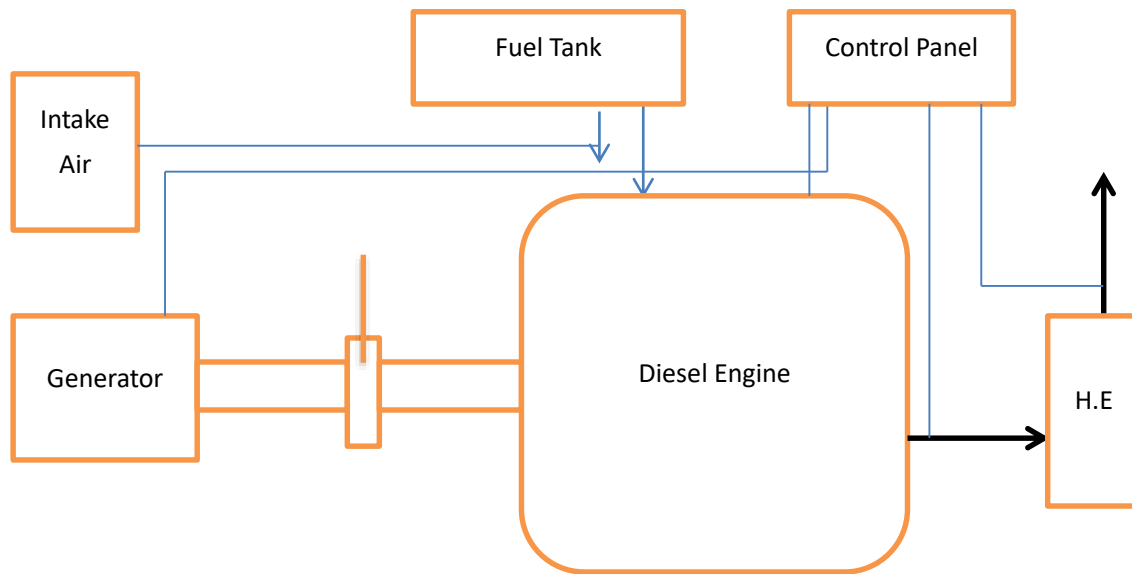 Fuel Tank
Control Panel
Intake
Air
Generator
Diesel Engine
H.E